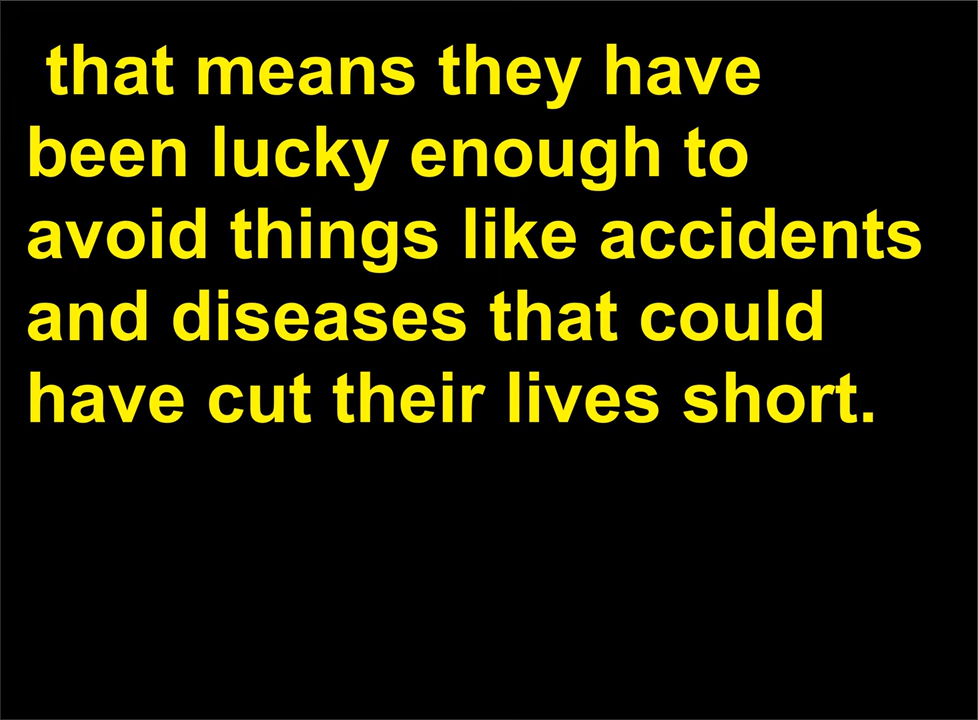 that means they have
been lucky enough to
avoid things like accidents
and diseases that could
have cut their lives short.